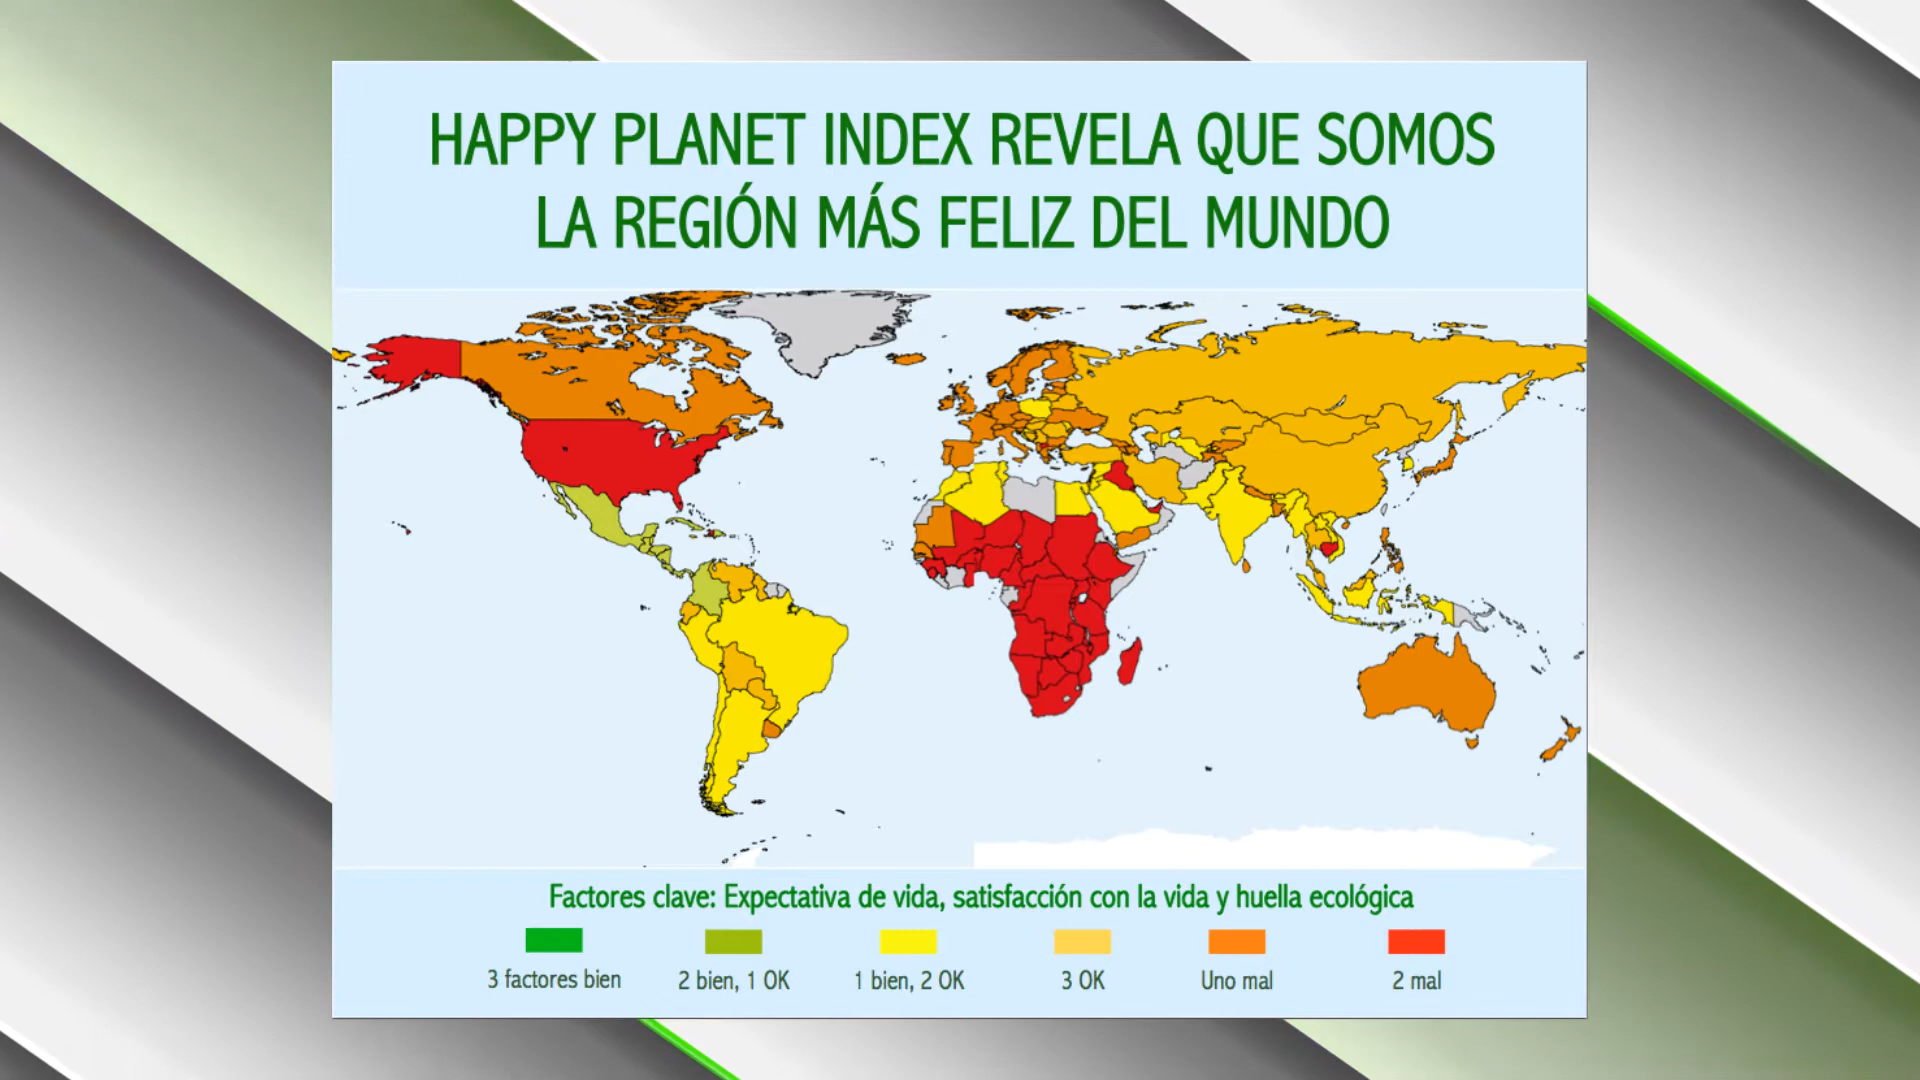 HAPPY PLANET INDEX REVELA QUE SOMOS
LA REGIÓN MÁS FELIZ DEL MUNDO
Factores clave: Expectativa de vida, satisfacción con la vida y huella ecológica
3 factores bien
2 bien, 1 OK
1 bien, 2 OK
3 OK
Uno mal
2 mal